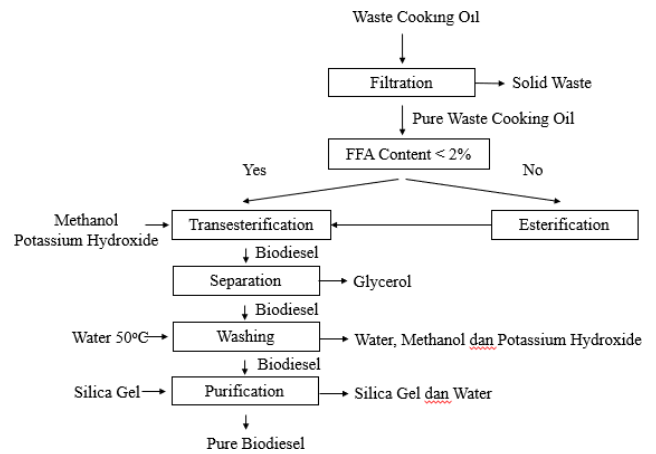 Waste Cooking Oil
Filtration
Solid Waste
Pure Waste Cooking Oil
FFA Content < 2%
Yes
No
Methanol
Potassium Hydroxide
Transesterification
Esterification
Biodiesel
Separation
Glycerol
Biodiesel
Water 50°C
Washing
Water, Methanol dan Potassium Hydroxide
Biodiesel
Silica Gel
Purification
Silica Gel dan Water
Pure Biodiesel